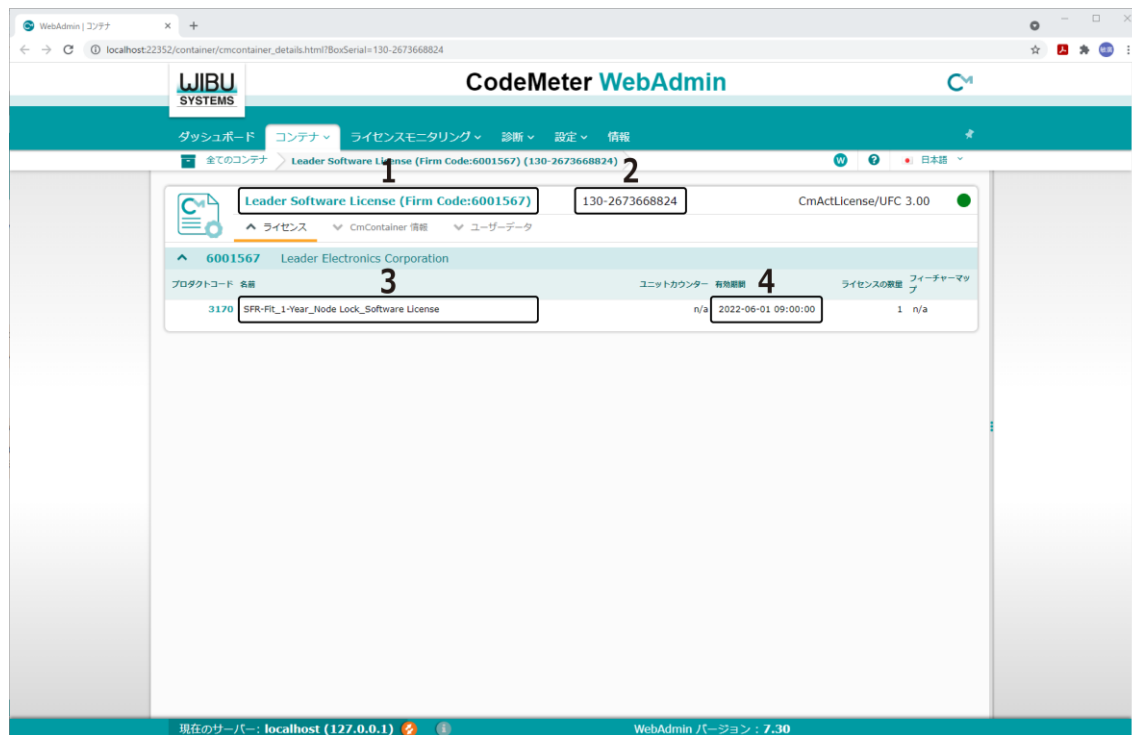 WebAdmin | コンテナ
localhost:22352/container/cmcontainer_details.html?BoxSerial=130-2673668824
WIBU
SYSTEMS
CodeMeter WebAdmin
ダッシュボード コンテナ ライセンスモニタリング 診断 設定 情報
全てのコンテナ Leader Software License (Firm Code:6001567) (130-2673668824) W ? 日本語
1 2
Leader Software License (Firm Code:6001567) 130-2673668824 CmActLicense/UFC 3.00
ライセンス CmContainer 情報 ユーザーデータ
6001567 Leader Electronics Corporation
3 4
プロダクトコード 名前 ユニットカウンター 有効期間 ライセンスの数量 フィーチャーマップ
3170 SFR-Fit_1-Year_Node Lock_Software License n/a 2022-06-01 09:00:00 1 n/a
現在のサーバー: localhost (127.0.0.1) WebAdmin バージョン : 7.30